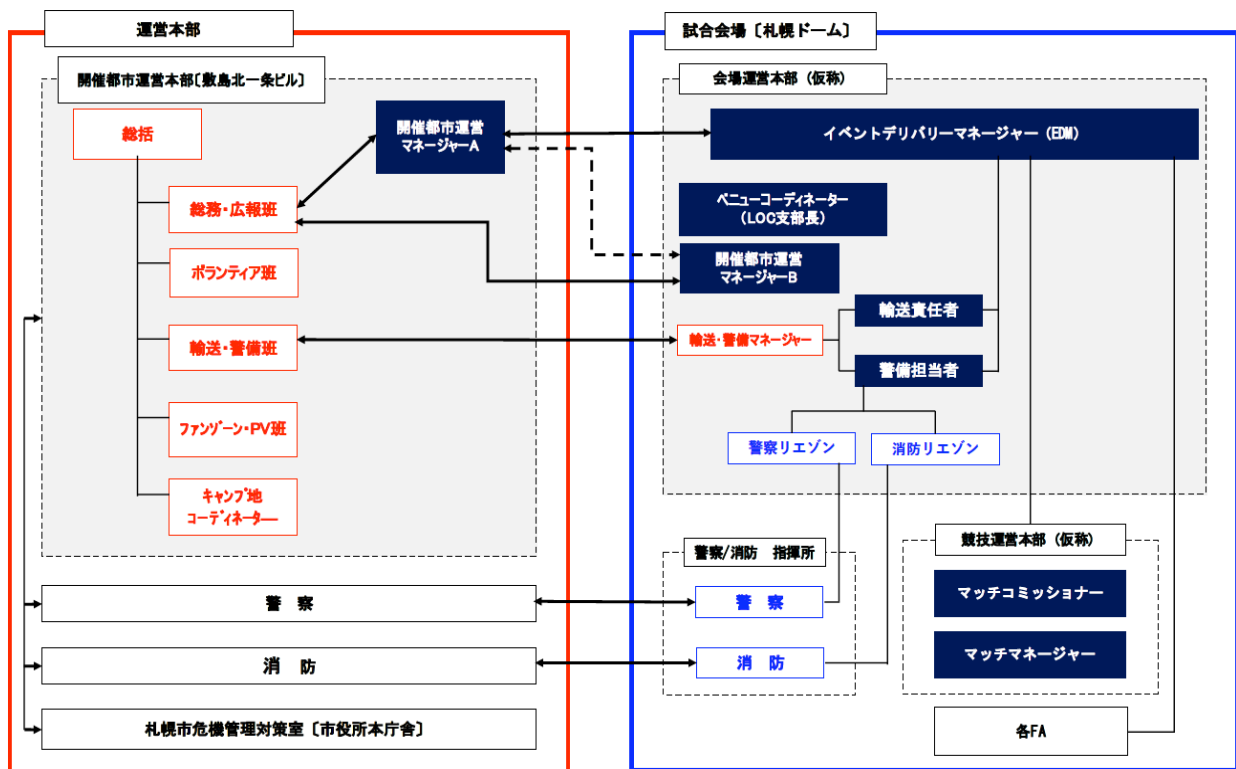 運営本部
開催都市運営本部〔敷島北一条ビル〕
総括
開催都市運営
マネージャーA
総務・広報班
ボランティア班
輸送・警備班
ファンゾーン・PV班
キャンプ地
コーディネーター
警 察
消 防
札幌市危機管理対策室〔市役所本庁舎〕
試合会場〔札幌ドーム〕
会場運営本部(仮称)
イベントデリバリーマネージャー(EDM)
ベニューコーディネーター
(LOC支部長)
開催都市運営
マネージャーB
輸送責任者
輸送・警備マネージャー
警備担当者
警察リエゾン
消防リエゾン
警察/消防 指揮所
警 察
消 防
競技運営本部(仮称)
マッチコミッショナー
マッチマネージャー
各FA